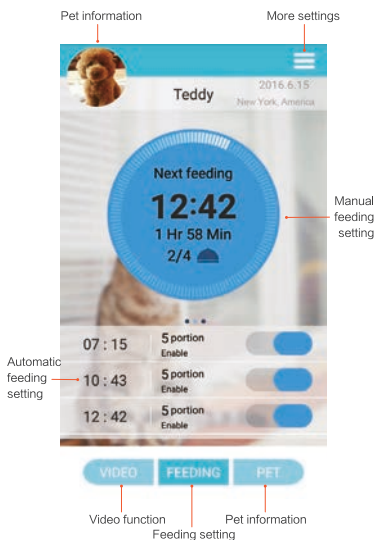 Pet information
More settings
Teddy
2016.6.15
New York, America
Next feeding
12:42
1 Hr 58 Min
2/4
Manual
feeding
setting
07 : 15
5 portion
Enable
Automatic
feeding
setting
10 : 43
5 portion
Enable
12 : 42
5 portion
Enable
VIDEO
FEEDING
PET
Video function
Feeding setting
Pet information